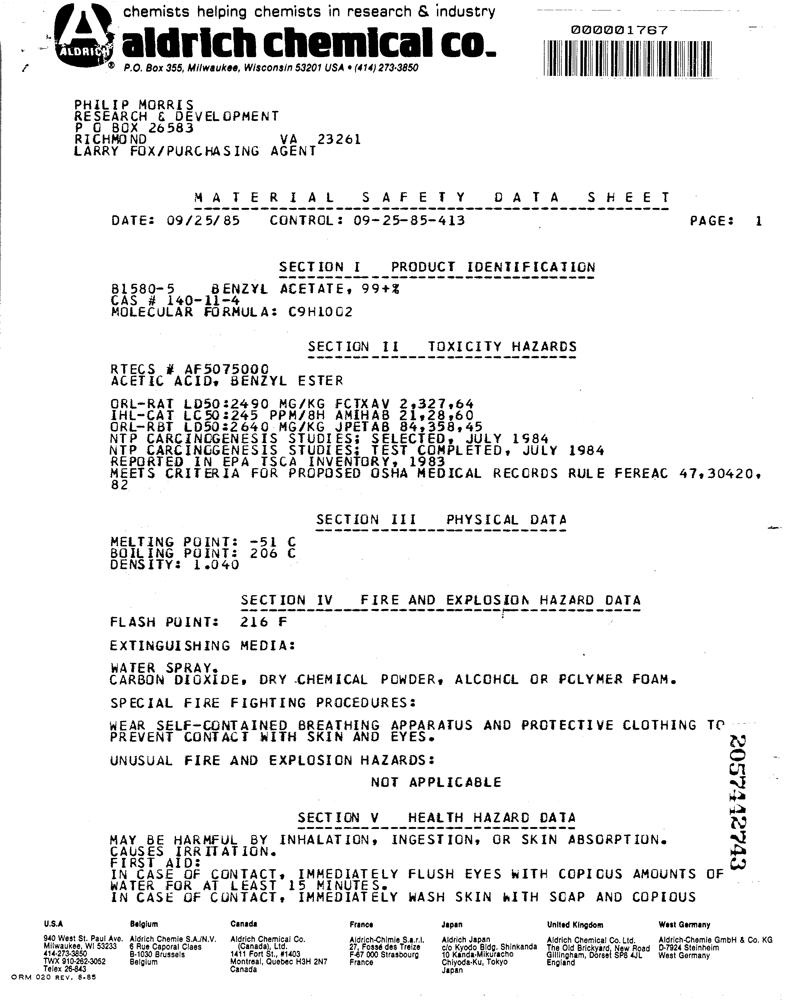 chemists helping chemists in research & industry
aldrich chemical co.
ALDRICH
®
P.O. Box 355, Milwaukee, Wisconsin 53201 USA • (414) 273-3850
000001767
PHILIP MORRIS
RESEARCH & DEVELOPMENT
P O BOX 26583
RICHMOND VA 23261
LARRY FOX/PURCHASING AGENT
M A T E R I A L S A F E T Y D A T A S H E E T
DATE: 09/25/85 CONTROL: 09-25-85-413 PAGE: 1
SECTION I PRODUCT IDENTIFICATION
B1580-5 BENZYL ACETATE, 99+%
CAS # 140-11-4
MOLECULAR FORMULA: C9H10O2
SECTION II TOXICITY HAZARDS
RTECS # AF5075000
ACETIC ACID, BENZYL ESTER
ORL-RAT LD50:2490 MG/KG FCTXAV 2,327,64
IHL-CAT LC50:245 PPM/8H AMIHAB 21,28,60
ORL-RBT LD50:2640 MG/KG JPETAB 84,358,45
NTP CARCINOGENESIS STUDIES; SELECTED, JULY 1984
NTP CARCINOGENESIS STUDIES; TEST COMPLETED, JULY 1984
REPORTED IN EPA TSCA INVENTORY, 1983
MEETS CRITERIA FOR PROPOSED OSHA MEDICAL RECORDS RULE FEREAC 47,30420,
82
SECTION III PHYSICAL DATA
MELTING POINT: -51 C
BOILING POINT: 206 C
DENSITY: 1.040
SECTION IV FIRE AND EXPLOSION HAZARD DATA
FLASH POINT: 216 F
EXTINGUISHING MEDIA:
WATER SPRAY.
CARBON DIOXIDE, DRY CHEMICAL POWDER, ALCOHOL OR POLYMER FOAM.
SPECIAL FIRE FIGHTING PROCEDURES:
WEAR SELF-CONTAINED BREATHING APPARATUS AND PROTECTIVE CLOTHING TO
PREVENT CONTACT WITH SKIN AND EYES.
UNUSUAL FIRE AND EXPLOSION HAZARDS:
NOT APPLICABLE
SECTION V HEALTH HAZARD DATA
MAY BE HARMFUL BY INHALATION, INGESTION, OR SKIN ABSORPTION.
CAUSES IRRITATION.
FIRST AID:
IN CASE OF CONTACT, IMMEDIATELY FLUSH EYES WITH COPIOUS AMOUNTS OF
WATER FOR AT LEAST 15 MINUTES.
IN CASE OF CONTACT, IMMEDIATELY WASH SKIN WITH SOAP AND COPIOUS
2057442743
U.S.A
940 West St. Paul Ave.
Milwaukee, WI 53233
414-273-3850
TWX 910-262-3052
Telex 26-843
Belgium
Aldrich Chemie S.A./N.V.
6 Rue Caporal Claes
B-1030 Brussels
Belgium
Canada
Aldrich Chemical Co.
(Canada), Ltd.
1411 Fort St., #1403
Montreal, Quebec H3H 2N7
Canada
France
Aldrich-Chimie S.a.r.l.
27, Fossé des Treize
F-67 000 Strasbourg
France
Japan
Aldrich Japan
c/o Kyodo Bldg. Shinkanda
10 Kanda-Mikuracho
Chiyoda-Ku, Tokyo
Japan
United Kingdom
Aldrich Chemical Co. Ltd.
The Old Brickyard, New Road
Gillingham, Dorset SP8 4JL
England
West Germany
Aldrich-Chemie GmbH & Co. KG
D-7924 Steinheim
West Germany
ORM 020 REV. 8-85